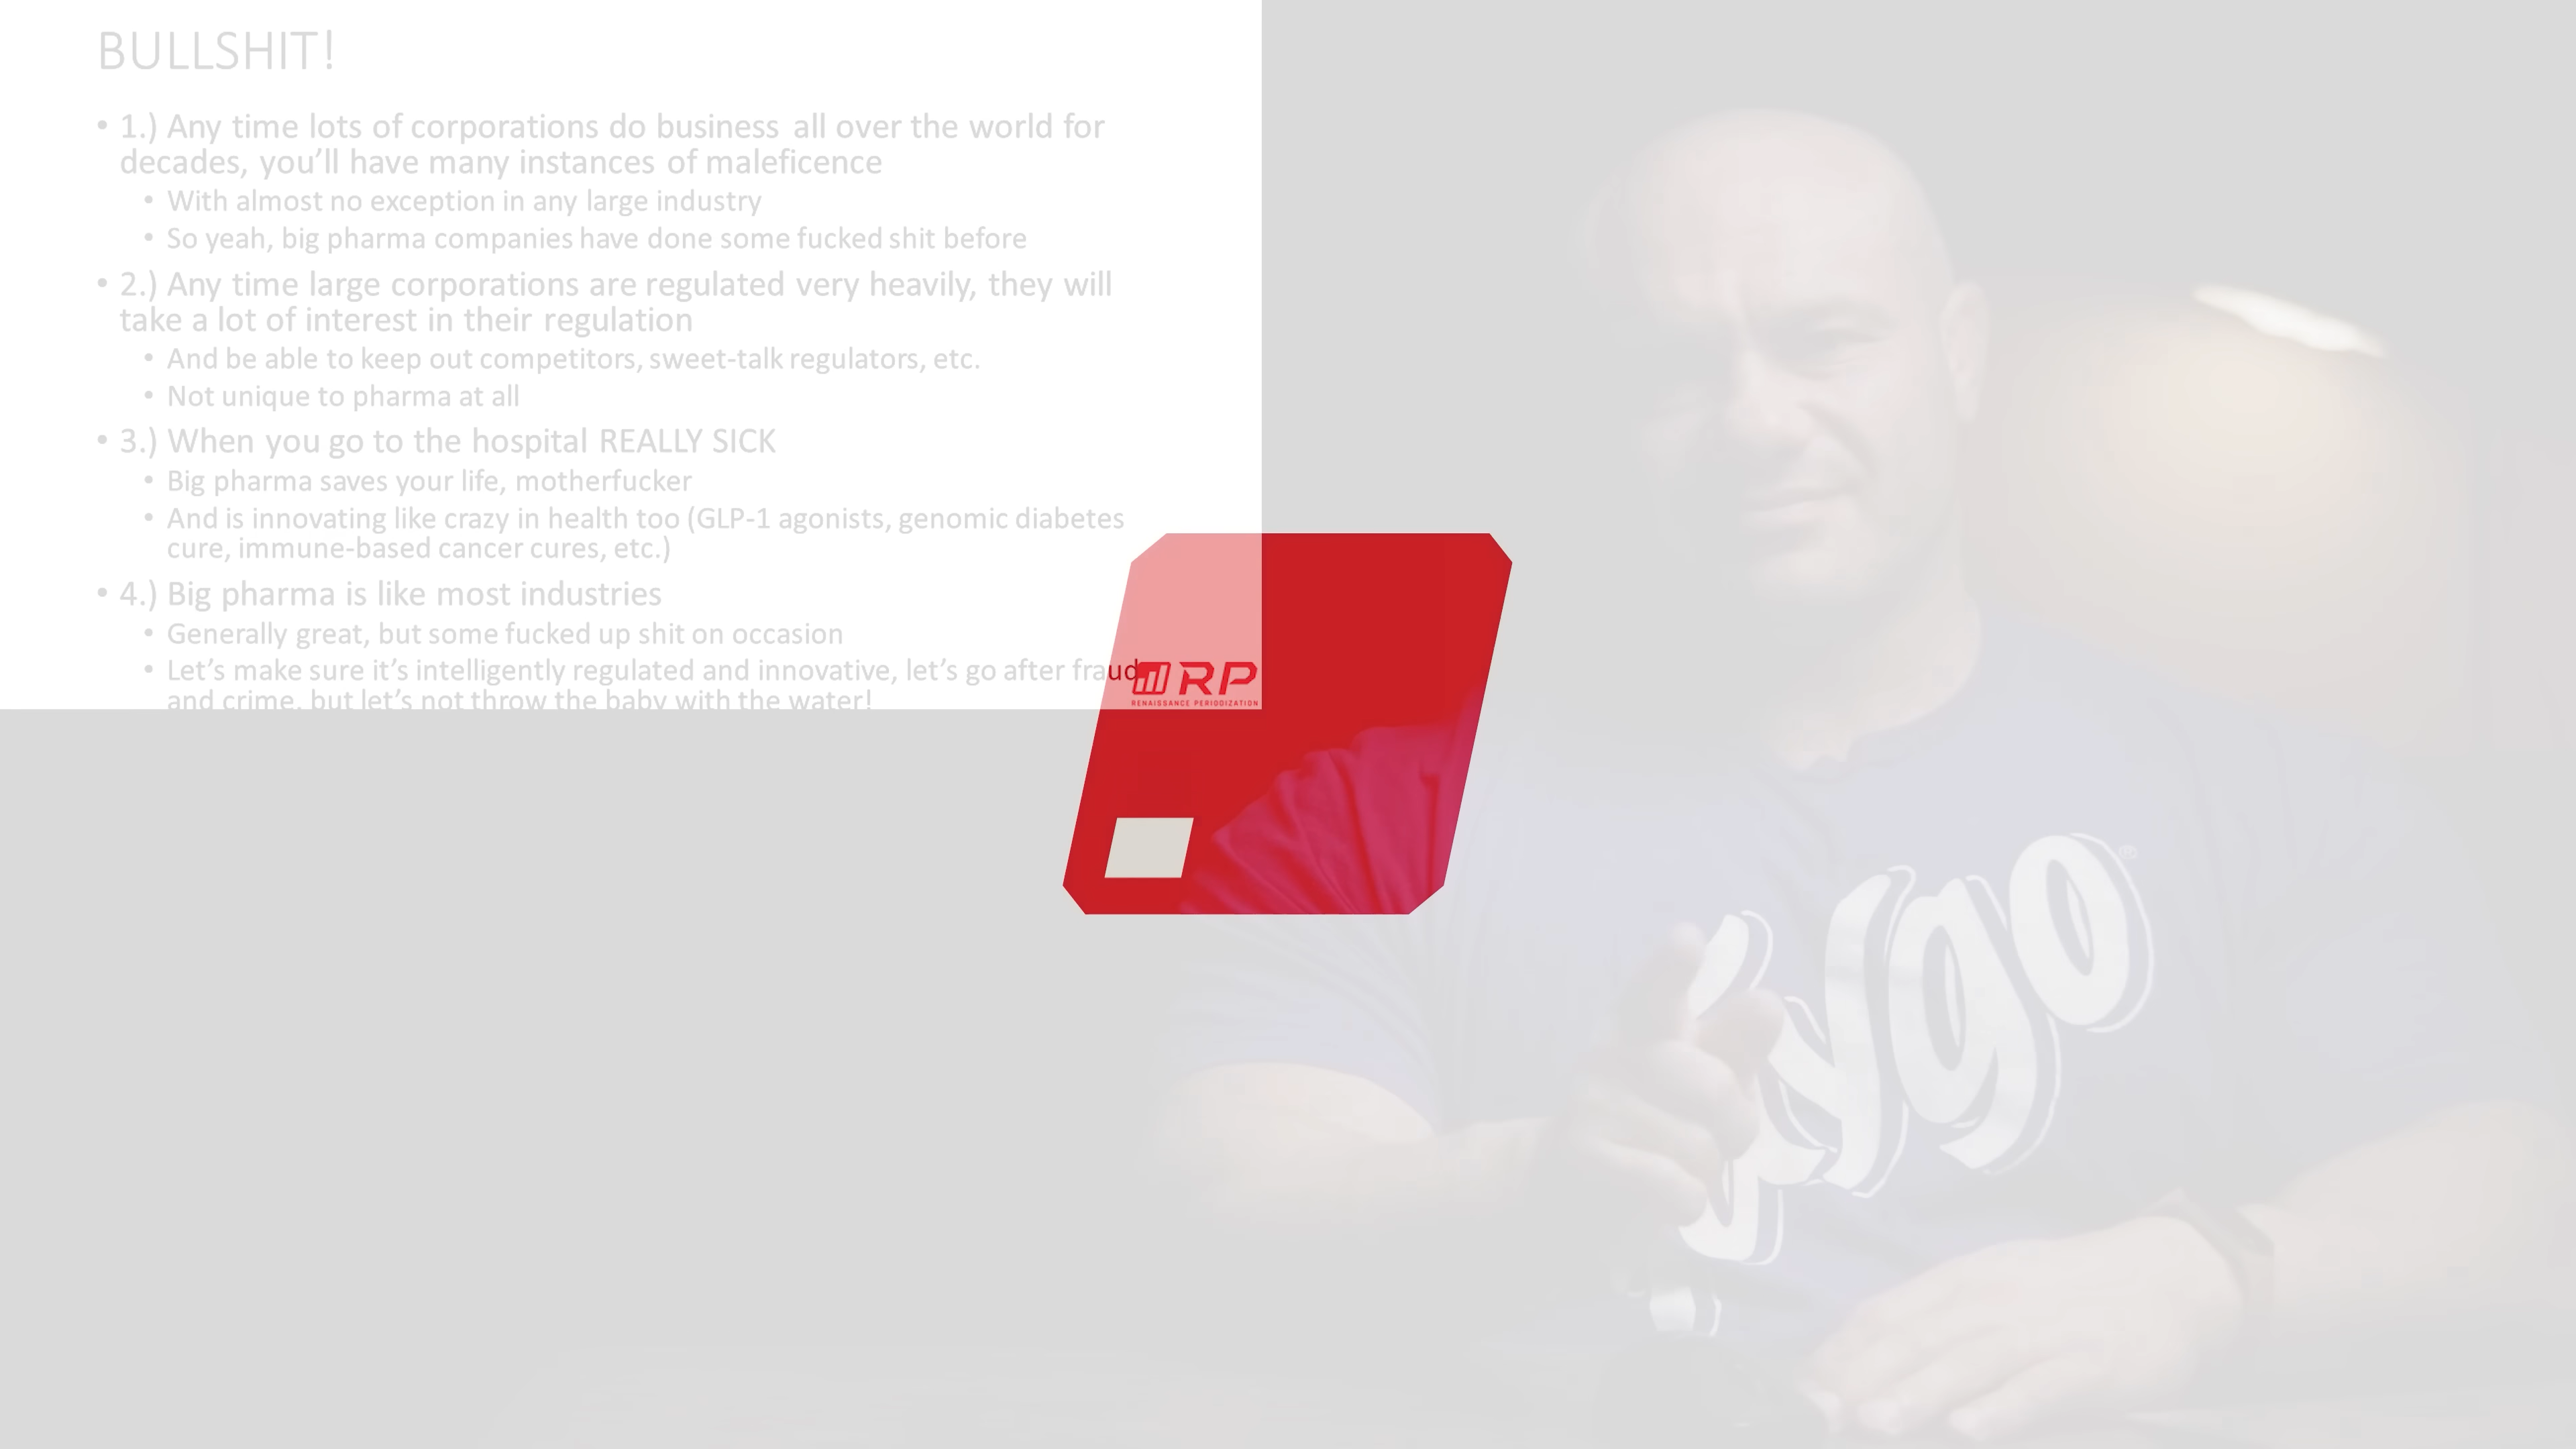 BULLSHIT!
• 1.) Any time lots of corporations do business all over the world for
decades, you'll have many instances of maleficence
• With almost no exception in any large industry
• So yeah, big pharma companies have done some fucked shit before
• 2.) Any time large corporations are regulated very heavily, they will
take a lot of interest in their regulation
• And be able to keep out competitors, sweet-talk regulators, etc.
• Not unique to pharma at all
• 3.) When you go to the hospital REALLY SICK
• Big pharma saves your life, motherfucker
• And is innovating like crazy in health too (GLP-1 agonists, genomic diabetes
cure, immune-based cancer cures, etc.)
• 4.) Big pharma is like most industries
• Generally great, but some fucked up shit on occasion
• Let's make sure it's intelligently regulated and innovative, let's go after fraud
and crime, but let's not throw the baby with the water!
RP
RENAISSANCE PERIODIZATION